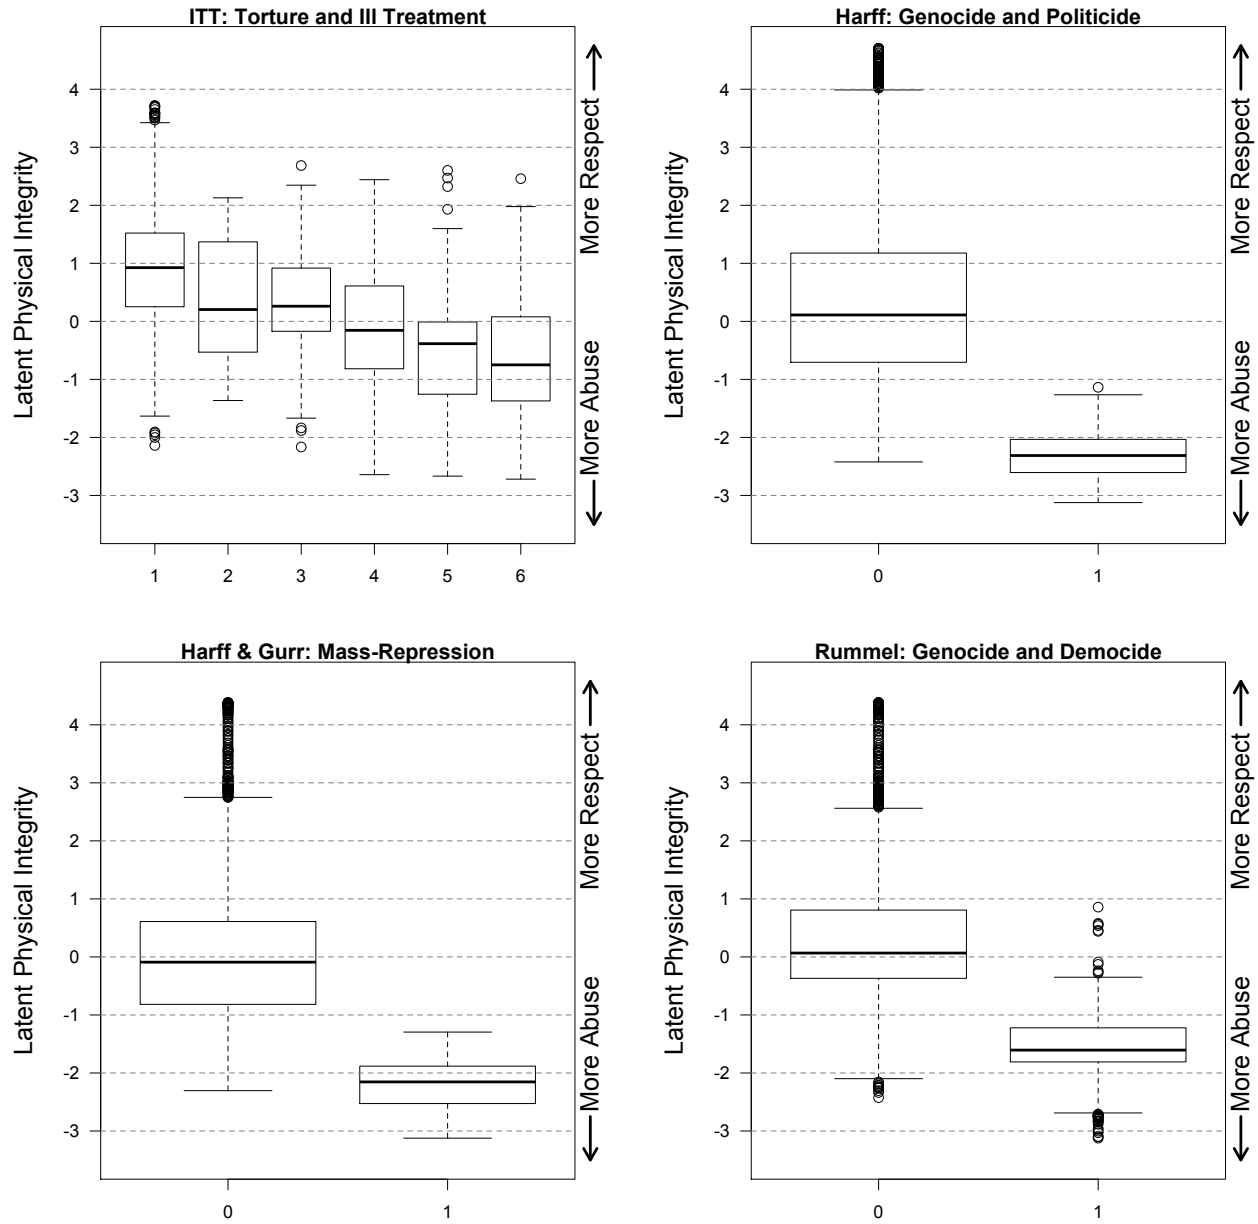 ITT: Torture and Ill Treatment
Latent Physical Integrity
4
3
2
1
0
-1
-2
-3
1 2 3 4 5 6
More Respect
More Abuse
Harff: Genocide and Politicide
Latent Physical Integrity
4
3
2
1
0
-1
-2
-3
0 1
More Respect
More Abuse
Harff & Gurr: Mass-Repression
Latent Physical Integrity
4
3
2
1
0
-1
-2
-3
0 1
More Respect
More Abuse
Rummel: Genocide and Democide
Latent Physical Integrity
4
3
2
1
0
-1
-2
-3
0 1
More Respect
More Abuse